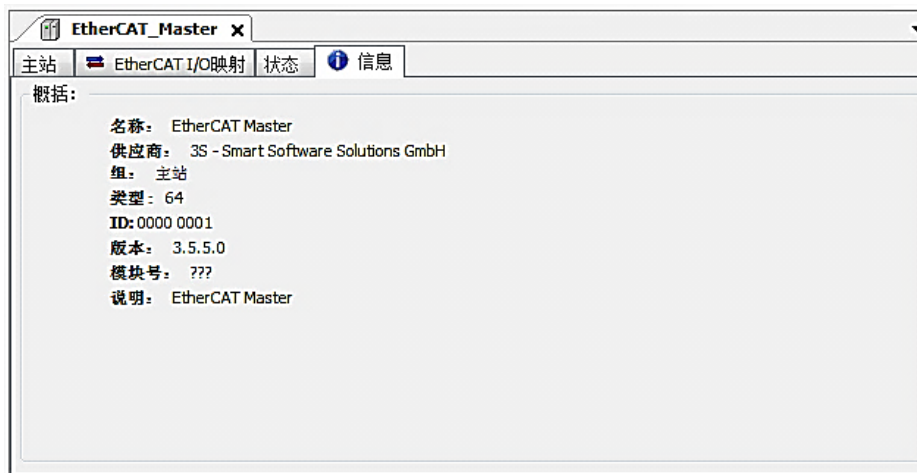 EtherCAT_Master
主站 EtherCAT I/O映射 状态 信息
概括:
名称: EtherCAT Master
供应商: 3S - Smart Software Solutions GmbH
组: 主站
类型: 64
ID: 0000 0001
版本: 3.5.5.0
模块号: ???
说明: EtherCAT Master